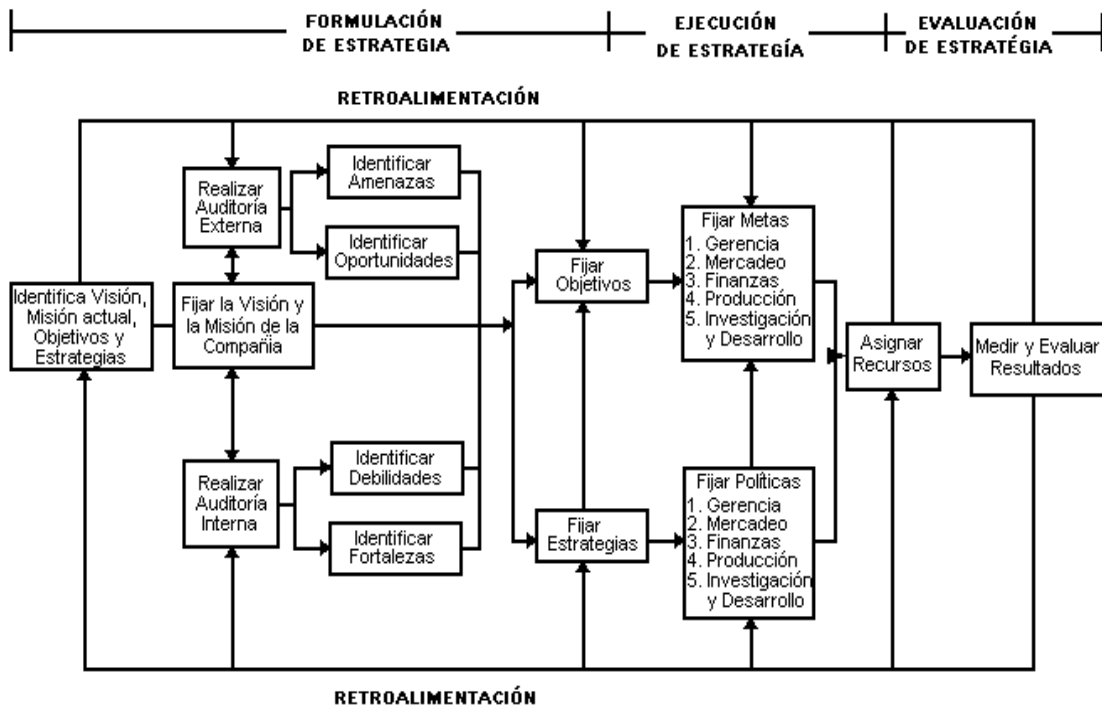 FORMULACIÓN
DE ESTRATEGIA
EJECUCIÓN
DE ESTRATEGÍA
EVALUACIÓN
DE ESTRATÉGIA
RETROALIMENTACIÓN
Identifica Visión,
Misión actual,
Objetivos y
Estrategias
Realizar
Auditoría
Externa
Identificar
Amenazas
Identificar
Oportunidades
Fijar la Visión y
la Misión de la
Compañia
Realizar
Auditoría
Interna
Identificar
Debilidades
Identificar
Fortalezas
Fijar
Objetivos
Fijar
Estrategias
Fijar Metas
1. Gerencia
2. Mercadeo
3. Finanzas
4. Producción
5. Investigación
y Desarrollo
Fijar Políticas
1. Gerencia
2. Mercadeo
3. Finanzas
4. Producción
5. Investigación
y Desarrollo
Asignar
Recursos
Medir y Evaluar
Resultados
RETROALIMENTACIÓN